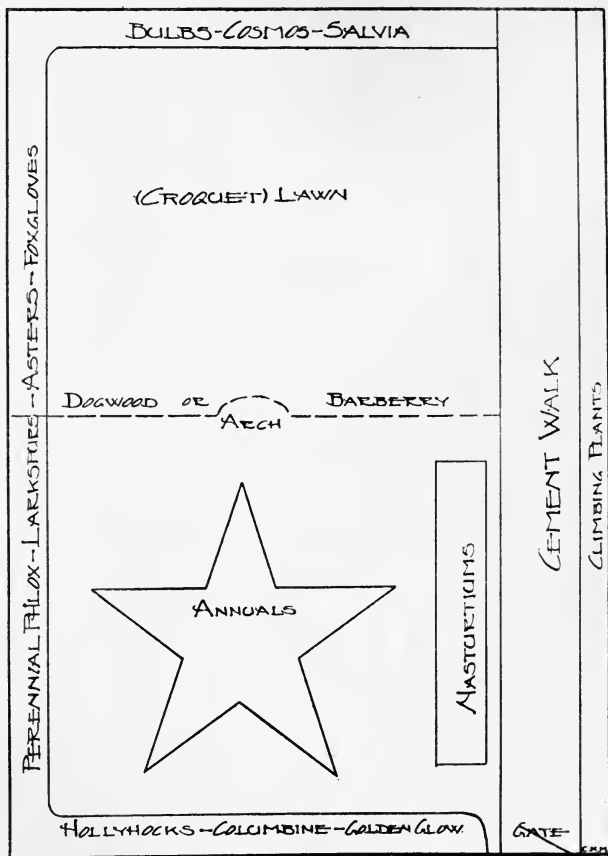 BULBS-COSMOS-SALVIA
(CROQUET) LAWN
PERENNIAL PHLOX-LARKSPURS-ASTERS-FOXGLOVES
DOGWOOD OR BARBERRY
ARCH
ANNUALS
NASTURTIUMS
CEMENT WALK
CLIMBING PLANTS
HOLLYHOCKS-COLUMBINE-GOLDEN GLOW
GATE